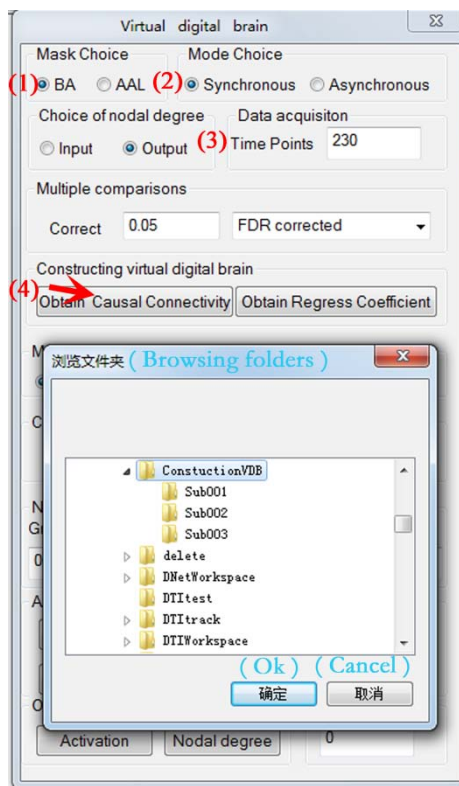 Virtual digital brain
Mask Choice Mode Choice
(1) BA AAL (2) Synchronous Asynchronous
Choice of nodal degree Data acquisiton
Input Output (3) Time Points 230
Multiple comparisons
Correct 0.05 FDR corrected
Constructing virtual digital brain
(4) Obtain Causal Connectivity Obtain Regress Coefficient
M
浏览文件夹 ( Browsing folders )
C
ConstuctionVDB
Sub001
N
Sub002
G
Sub003
0
delete
DNetWorkspace
A
DTItest
DTItrack
DTIWorkspace
( Ok ) ( Cancel )
确定 取消
O
Activation Nodal degree 0